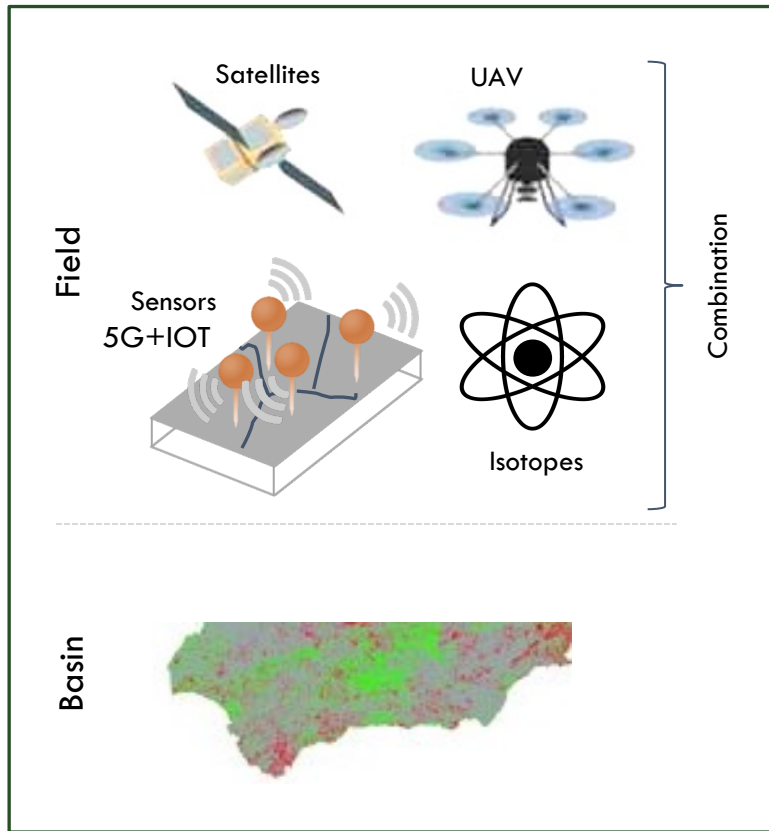 Satellites
UAV
Field
Sensors
5G+IOT
Isotopes
Combination
Basin